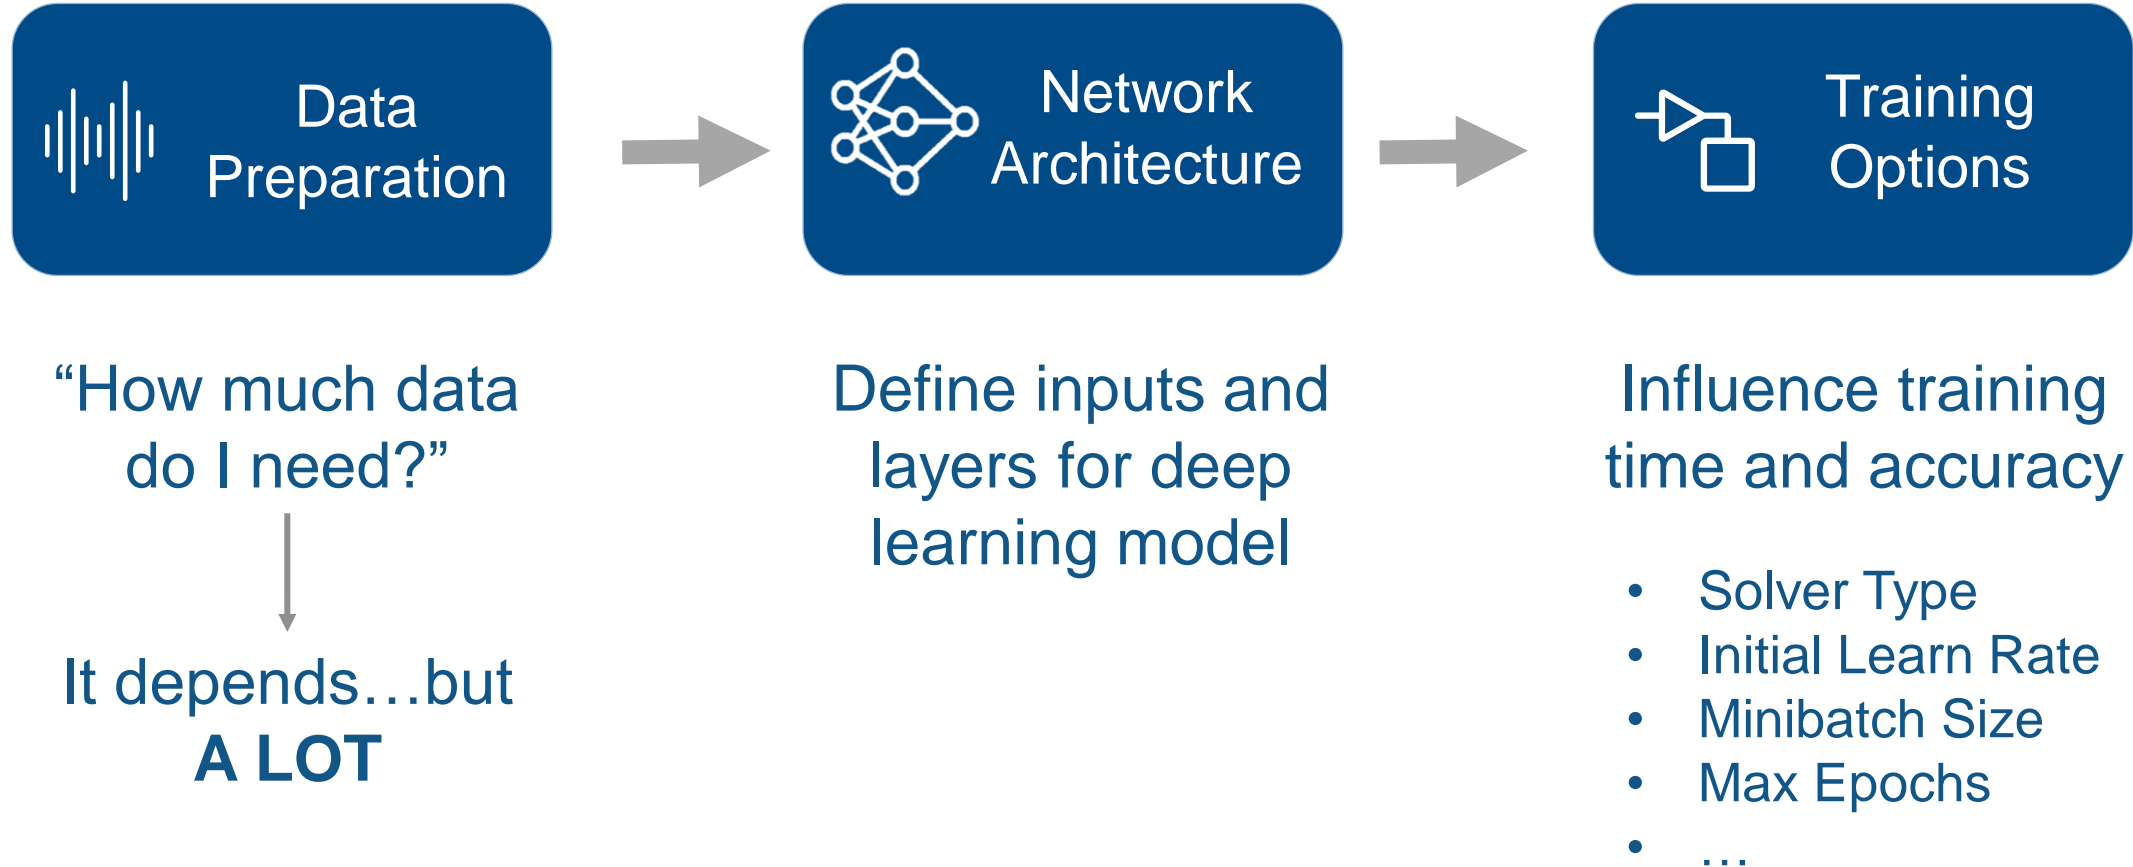 Data
Preparation
Network
Architecture
Training
Options
“How much data
do I need?”
It depends…but
A LOT
Define inputs and
layers for deep
learning model
Influence training
time and accuracy
• Solver Type
• Initial Learn Rate
• Minibatch Size
• Max Epochs
• …